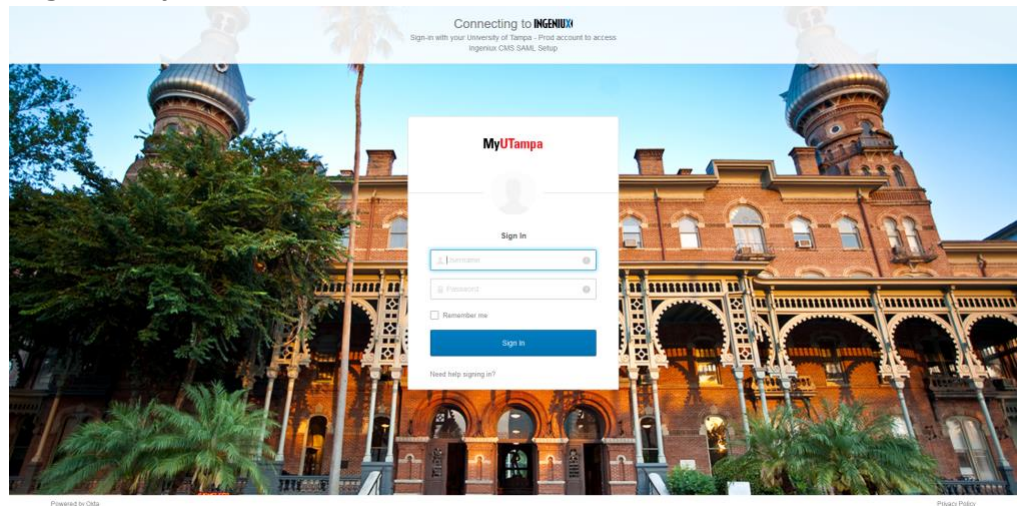 Connecting to INGENIUX
Sign-in with your University of Tampa - Prod account to access
Ingeniux CMS SAML Setup
MyUTampa
Sign In
Username
Password
Remember me
Sign In
Need help signing in?
Powered by Okta
Privacy Policy